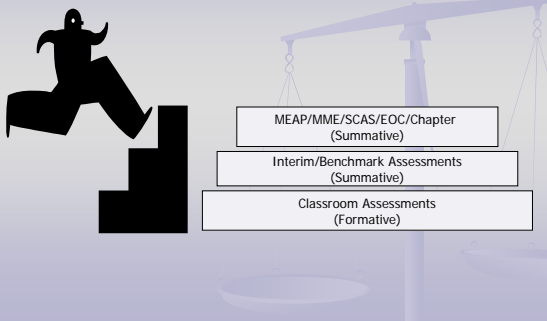 MEAP/MME/SCAS/EOC/Chapter
(Summative)
Interim/Benchmark Assessments
(Summative)
Classroom Assessments
(Formative)